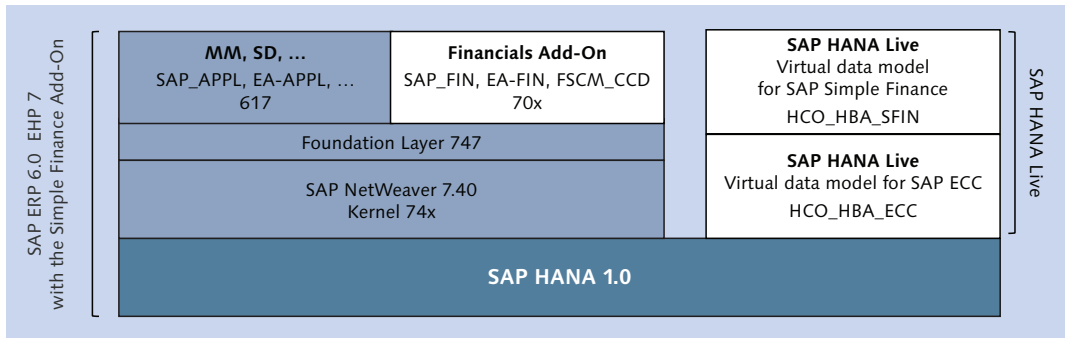 SAP ERP 6.0 EHP 7
with the Simple Finance Add-On
MM, SD, …
SAP_APPL, EA-APPL, …
617
Financials Add-On
SAP_FIN, EA-FIN, FSCM_CCD
70x
Foundation Layer 747
SAP NetWeaver 7.40
Kernel 74x
SAP HANA Live
Virtual data model
for SAP Simple Finance
HCO_HBA_SFIN
SAP HANA Live
Virtual data model for SAP ECC
HCO_HBA_ECC
SAP HANA Live
SAP HANA 1.0